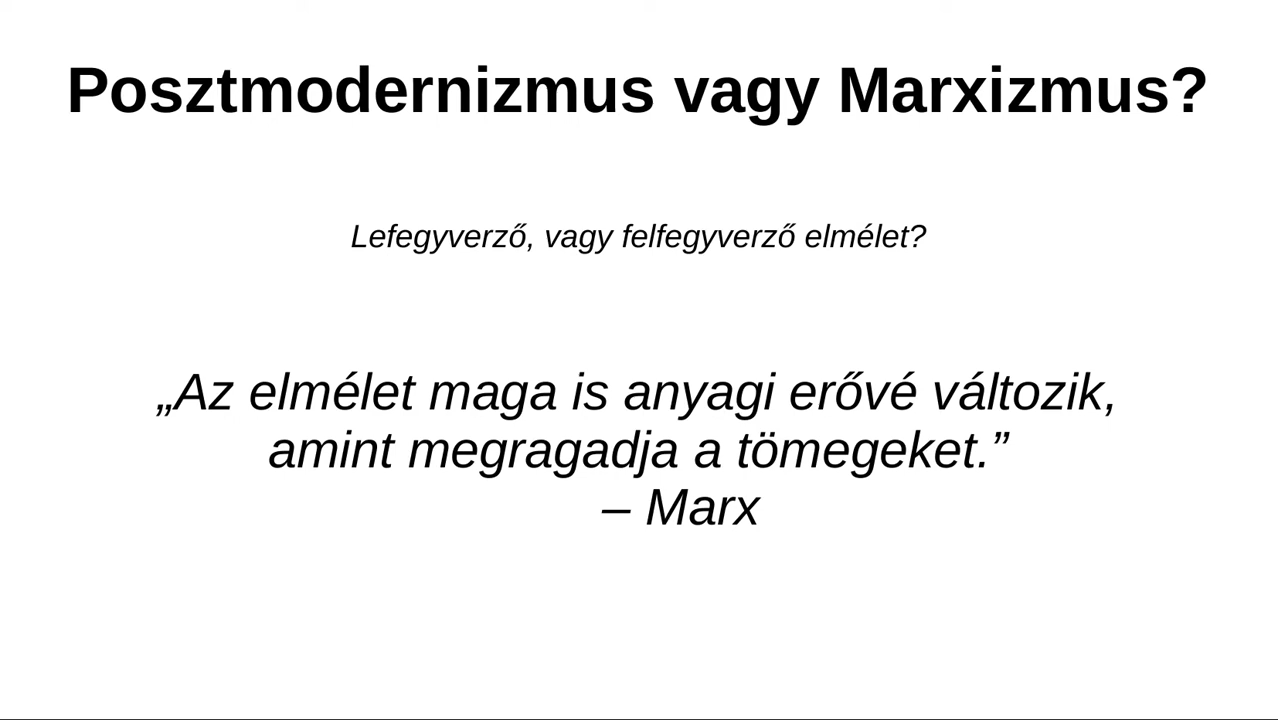 Posztmodernizmus vagy Marxizmus?
Lefegyverző, vagy felfegyverző elmélet?
„Az elmélet maga is anyagi erővé változik,
amint megragadja a tömegeket.”
– Marx